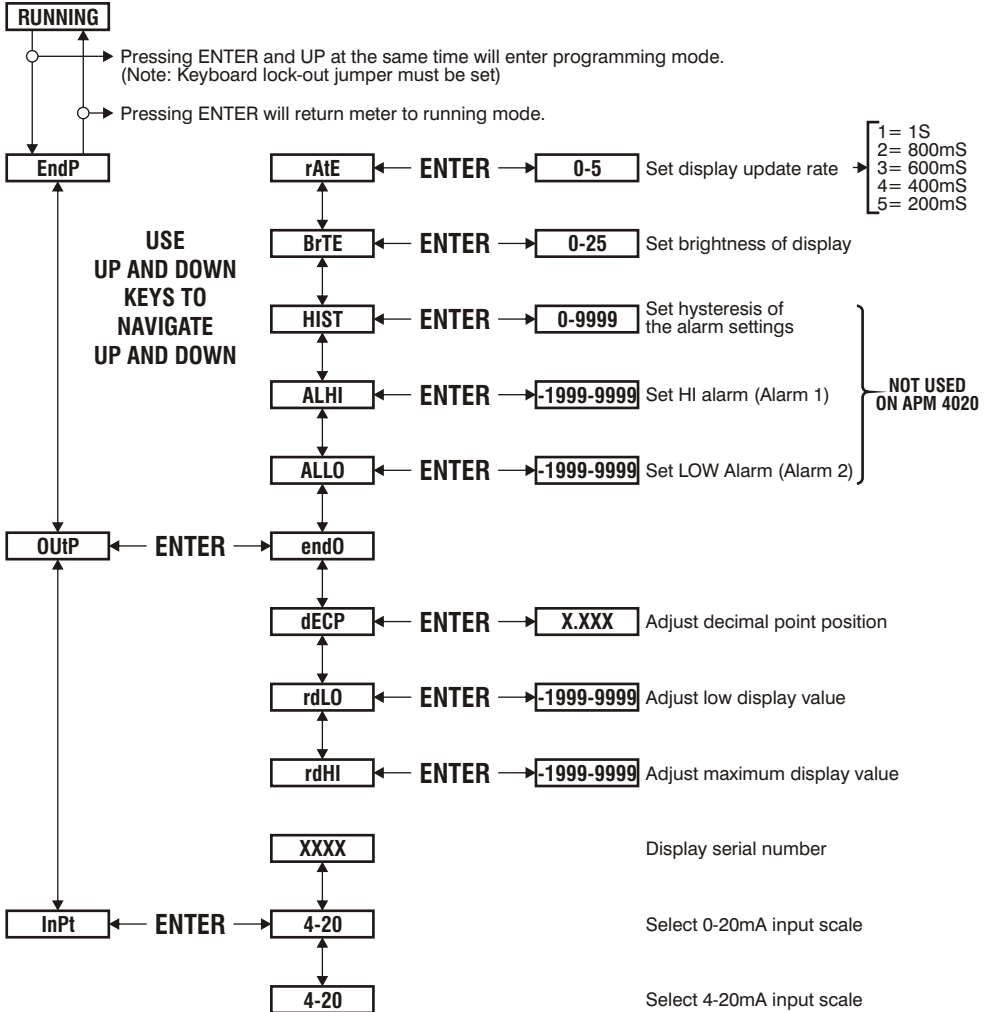 RUNNING
Pressing ENTER and UP at the same time will enter programming mode.
(Note: Keyboard lock-out jumper must be set)
Pressing ENTER will return meter to running mode.
EndP
USE
UP AND DOWN
KEYS TO
NAVIGATE
UP AND DOWN
rAtE ENTER 0-5 Set display update rate
1= 1S
2= 800mS
3= 600mS
4= 400mS
5= 200mS
BrTE ENTER 0-25 Set brightness of display
HIST ENTER 0-9999 Set hysteresis of
the alarm settings
ALHI ENTER -1999-9999 Set HI alarm (Alarm 1)
NOT USED
ON APM 4020
ALLO ENTER -1999-9999 Set LOW Alarm (Alarm 2)
OUtP ENTER endO
dECP ENTER X.XXX Adjust decimal point position
rdLO ENTER -1999-9999 Adjust low display value
rdHI ENTER -1999-9999 Adjust maximum display value
XXXX Display serial number
InPt ENTER 4-20 Select 0-20mA input scale
4-20 Select 4-20mA input scale